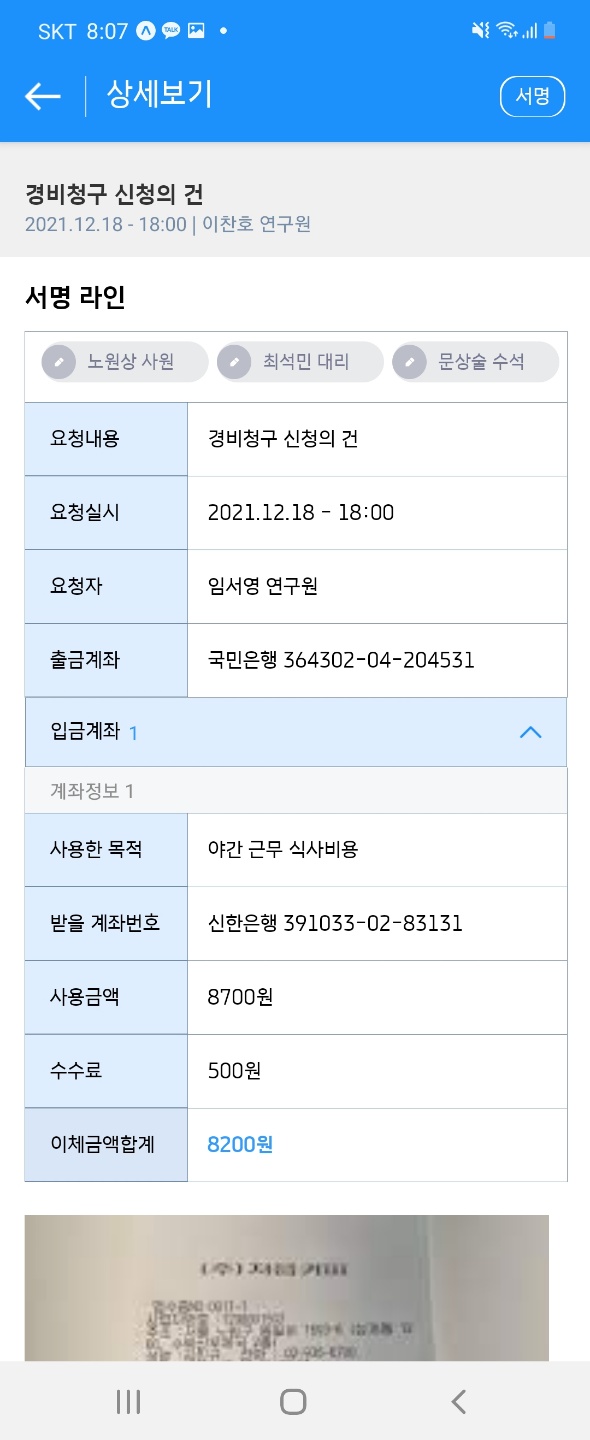 SKT 8:07 TALK
상세보기
서명
경비청구 신청의 건
2021.12.18 - 18:00 | 이찬호 연구원
서명 라인
노원상 사원 최석민 대리 문상술 수석
요청내용 경비청구 신청의 건
요청실시 2021.12.18 - 18:00
요청자 임서영 연구원
출금계좌 국민은행 364302-04-204531
입금계좌 1
계좌정보 1
사용한 목적 야간 근무 식사비용
받을 계좌번호 신한은행 391033-02-83131
사용금액 8700원
수수료 500원
이체금액합계 8200원